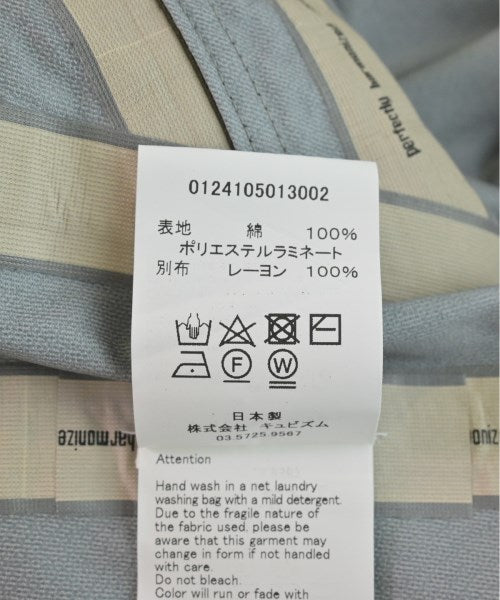 perfectly harmonized
0124105013002
表地 綿 100%
ポリエステルラミネート
別布 レーヨン 100%
F W
日本製
株式会社 キュビズム
03.5725.9567
harmonize
Attention
Hand wash in a net laundry
washing bag with a mild detergent.
Due to the fragile nature of
the fabric used. please be
aware that this garment may
change in form if not handled
with care.
Do not bleach.
Color will run or fade with